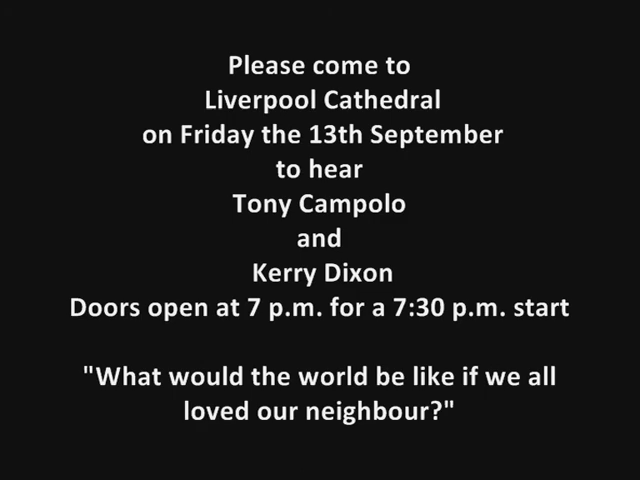 Please come to
Liverpool Cathedral
on Friday the 13th September
to hear
Tony Campolo
and
Kerry Dixon
Doors open at 7 p.m. for a 7:30 p.m. start
"What would the world be like if we all
loved our neighbour?"